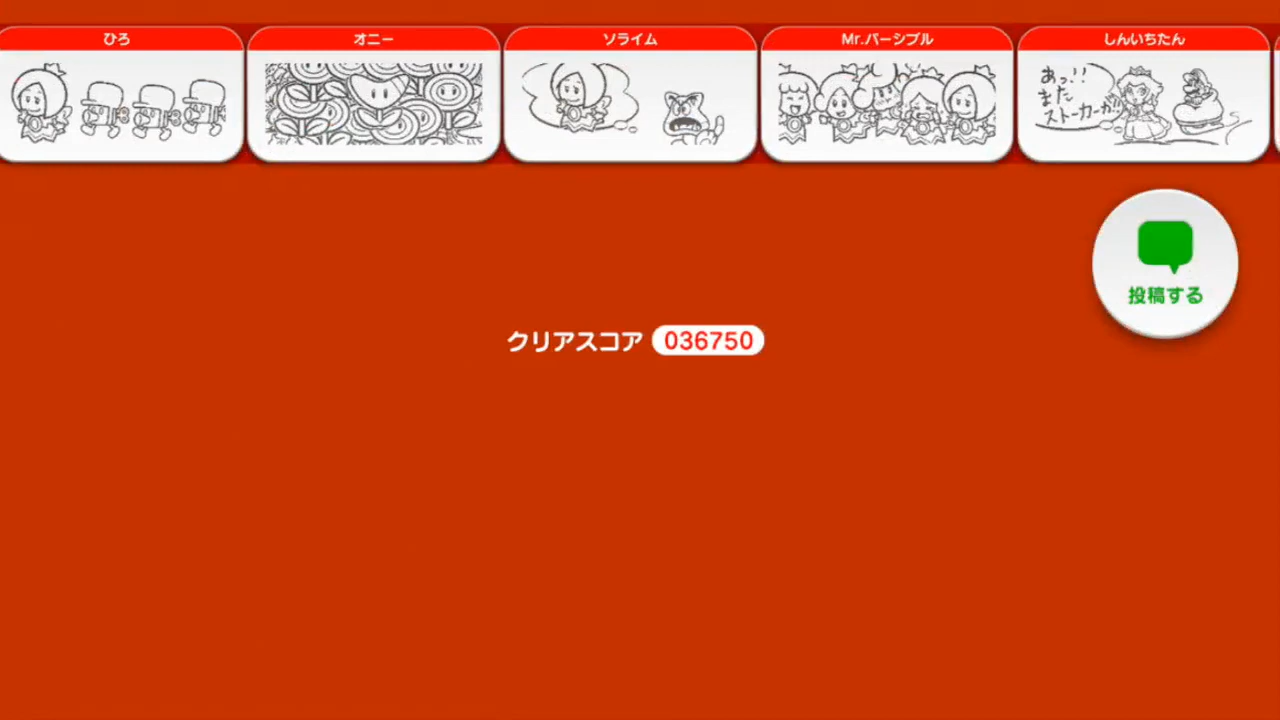 ひろ
オニー
ソライム
Mr.パーシブル
しんいちたん
あっ!!
また
ストーカーが!!
投稿する
クリアスコア 036750